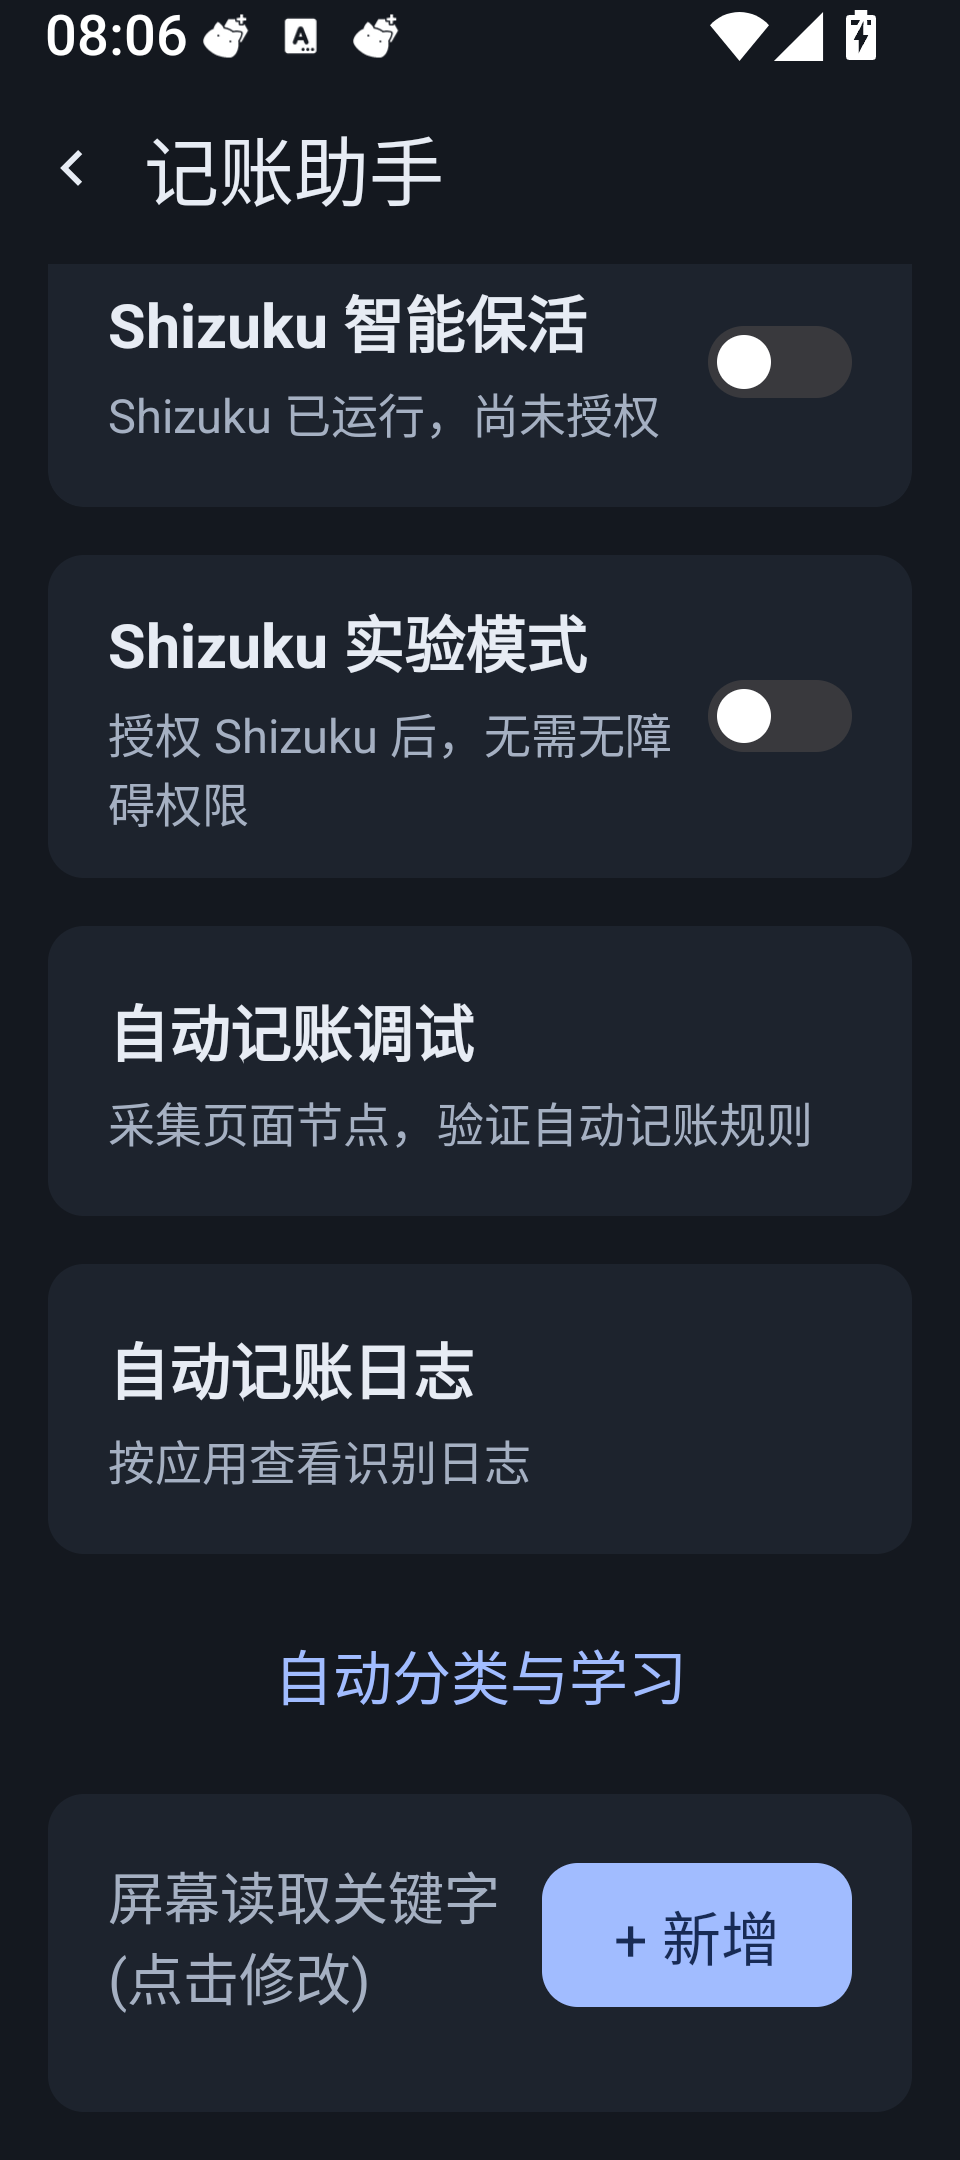 08:06
记账助手
Shizuku 智能保活
Shizuku 已运行，尚未授权
Shizuku 实验模式
授权 Shizuku 后，无需无障
碍权限
自动记账调试
采集页面节点，验证自动记账规则
自动记账日志
按应用查看识别日志
自动分类与学习
屏幕读取关键字
(点击修改)
+ 新增